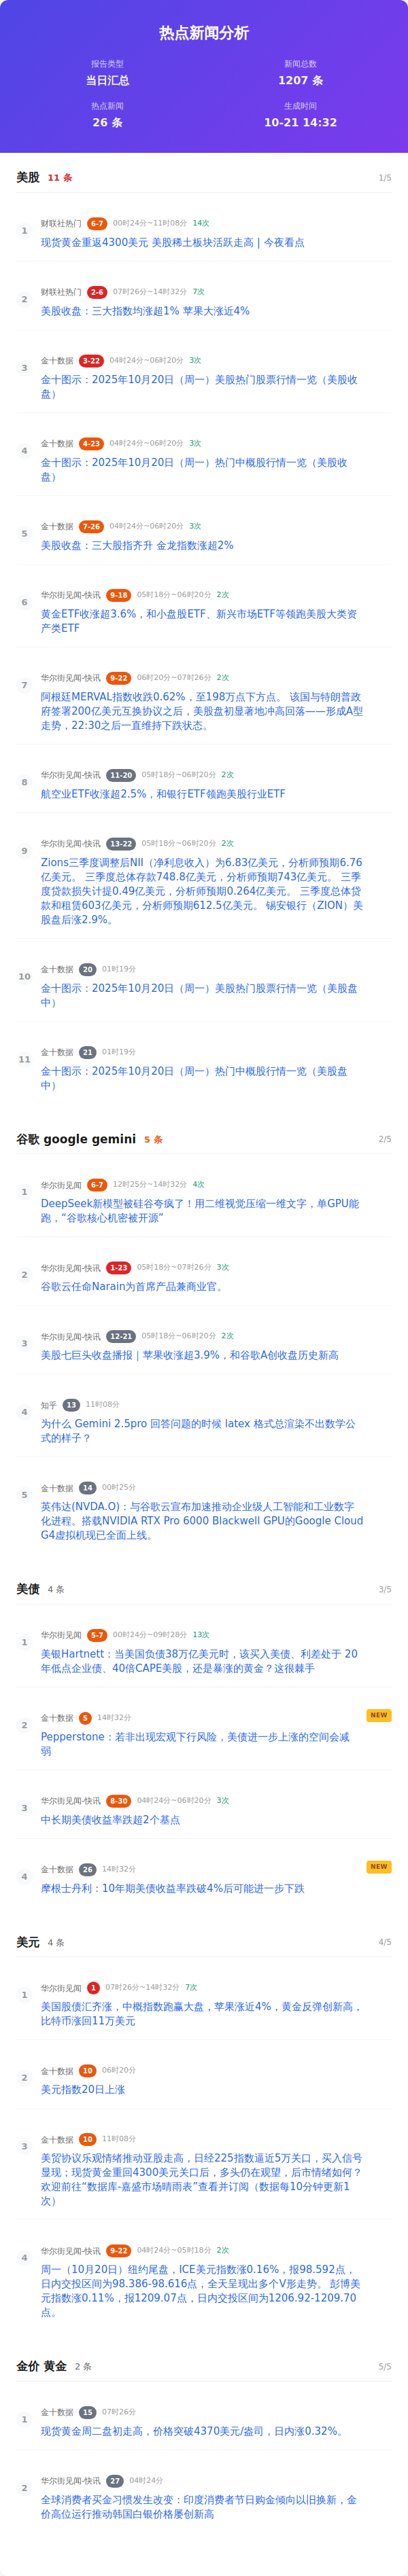 热点新闻分析
报告类型
当日汇总
新闻总数
1207 条
热点新闻
26 条
生成时间
10-21 14:32
美股 11 条 1/5
1 财联社热门 6-7 00时24分~11时08分 14次
现货黄金重返4300美元 美股稀土板块活跃走高 | 今夜看点
2 财联社热门 2-6 07时26分~14时32分 7次
美股收盘：三大指数均涨超1% 苹果大涨近4%
3 金十数据 3-22 04时24分~06时20分 3次
金十图示：2025年10月20日（周一）美股热门股票行情一览（美股收
盘）
4 金十数据 4-23 04时24分~06时20分 3次
金十图示：2025年10月20日（周一）热门中概股行情一览（美股收
盘）
5 金十数据 7-26 04时24分~06时20分 3次
美股收盘：三大股指齐升 金龙指数涨超2%
6 华尔街见闻-快讯 9-18 05时18分~06时20分 2次
黄金ETF收涨超3.6%，和小盘股ETF、新兴市场ETF等领跑美股大类资
产类ETF
7 华尔街见闻-快讯 9-22 06时20分~07时26分 2次
阿根廷MERVAL指数收跌0.62%，至198万点下方点。 该国与特朗普政
府签署200亿美元互换协议之后，美股盘初显著地冲高回落——形成A型
走势，22:30之后一直维持下跌状态。
8 华尔街见闻-快讯 11-20 05时18分~06时20分 2次
航空业ETF收涨超2.5%，和银行ETF领跑美股行业ETF
9 华尔街见闻-快讯 13-22 05时18分~06时20分 2次
Zions三季度调整后NII（净利息收入）为6.83亿美元，分析师预期6.76
亿美元。 三季度总体存款748.8亿美元，分析师预期743亿美元。 三季
度贷款损失计提0.49亿美元，分析师预期0.264亿美元。 三季度总体贷
款和租赁603亿美元，分析师预期612.5亿美元。 锡安银行（ZION）美
股盘后涨2.9%。
10 金十数据 20 01时19分
金十图示：2025年10月20日（周一）美股热门股票行情一览（美股盘
中）
11 金十数据 21 01时19分
金十图示：2025年10月20日（周一）热门中概股行情一览（美股盘
中）
谷歌 google gemini 5 条 2/5
1 华尔街见闻 6-7 12时25分~14时32分 4次
DeepSeek新模型被硅谷夸疯了！用二维视觉压缩一维文字，单GPU能
跑，“谷歌核心机密被开源”
2 华尔街见闻-快讯 1-23 05时18分~07时26分 3次
谷歌云任命Narain为首席产品兼商业官。
3 华尔街见闻-快讯 12-21 05时18分~06时20分 2次
美股七巨头收盘播报｜苹果收涨超3.9%，和谷歌A创收盘历史新高
4 知乎 13 11时08分
为什么 Gemini 2.5pro 回答问题的时候 latex 格式总渲染不出数学公
式的样子？
5 金十数据 14 00时25分
英伟达(NVDA.O)：与谷歌云宣布加速推动企业级人工智能和工业数字
化进程。搭载NVIDIA RTX Pro 6000 Blackwell GPU的Google Cloud
G4虚拟机现已全面上线。
美债 4 条 3/5
1 华尔街见闻 5-7 00时24分~09时28分 13次
美银Hartnett：当美国负债38万亿美元时，该买入美债、利差处于 20
年低点企业债、40倍CAPE美股，还是暴涨的黄金？这很棘手
2 金十数据 5 14时32分 NEW
Pepperstone：若非出现宏观下行风险，美债进一步上涨的空间会减
弱
3 华尔街见闻-快讯 8-30 04时24分~06时20分 3次
中长期美债收益率跌超2个基点
4 金十数据 26 14时32分 NEW
摩根士丹利：10年期美债收益率跌破4%后可能进一步下跌
美元 4 条 4/5
1 华尔街见闻 1 07时26分~14时32分 7次
美国股债汇齐涨，中概指数跑赢大盘，苹果涨近4%，黄金反弹创新高，
比特币涨回11万美元
2 金十数据 10 06时20分
美元指数20日上涨
3 金十数据 10 11时08分
美贸协议乐观情绪推动亚股走高，日经225指数逼近5万关口，买入信号
显现；现货黄金重回4300美元关口后，多头仍在观望，后市情绪如何？
欢迎前往“数据库-嘉盛市场晴雨表”查看并订阅（数据每10分钟更新1
次）
4 华尔街见闻-快讯 9-22 04时24分~05时18分 2次
周一（10月20日）纽约尾盘，ICE美元指数涨0.16%，报98.592点，
日内交投区间为98.386-98.616点，全天呈现出多个V形走势。 彭博美
元指数涨0.11%，报1209.07点，日内交投区间为1206.92-1209.70
点。
金价 黄金 2 条 5/5
1 金十数据 15 07时26分
现货黄金周二盘初走高，价格突破4370美元/盎司，日内涨0.32%。
2 华尔街见闻-快讯 27 04时24分
全球消费者买金习惯发生改变：印度消费者节日购金倾向以旧换新，金
价高位运行推动韩国白银价格屡创新高